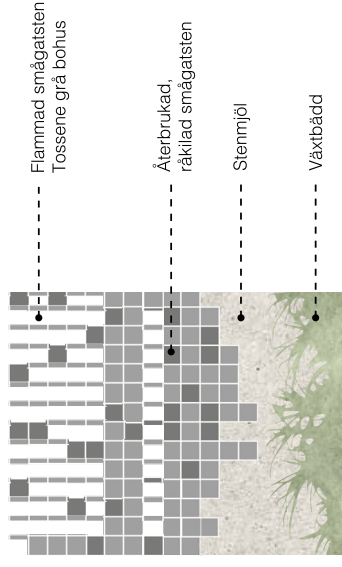 Flammad smågatsten
Tossene grå bohus
Återbrukad,
råkilad smågatsten
Stenmjöl
Växtbädd